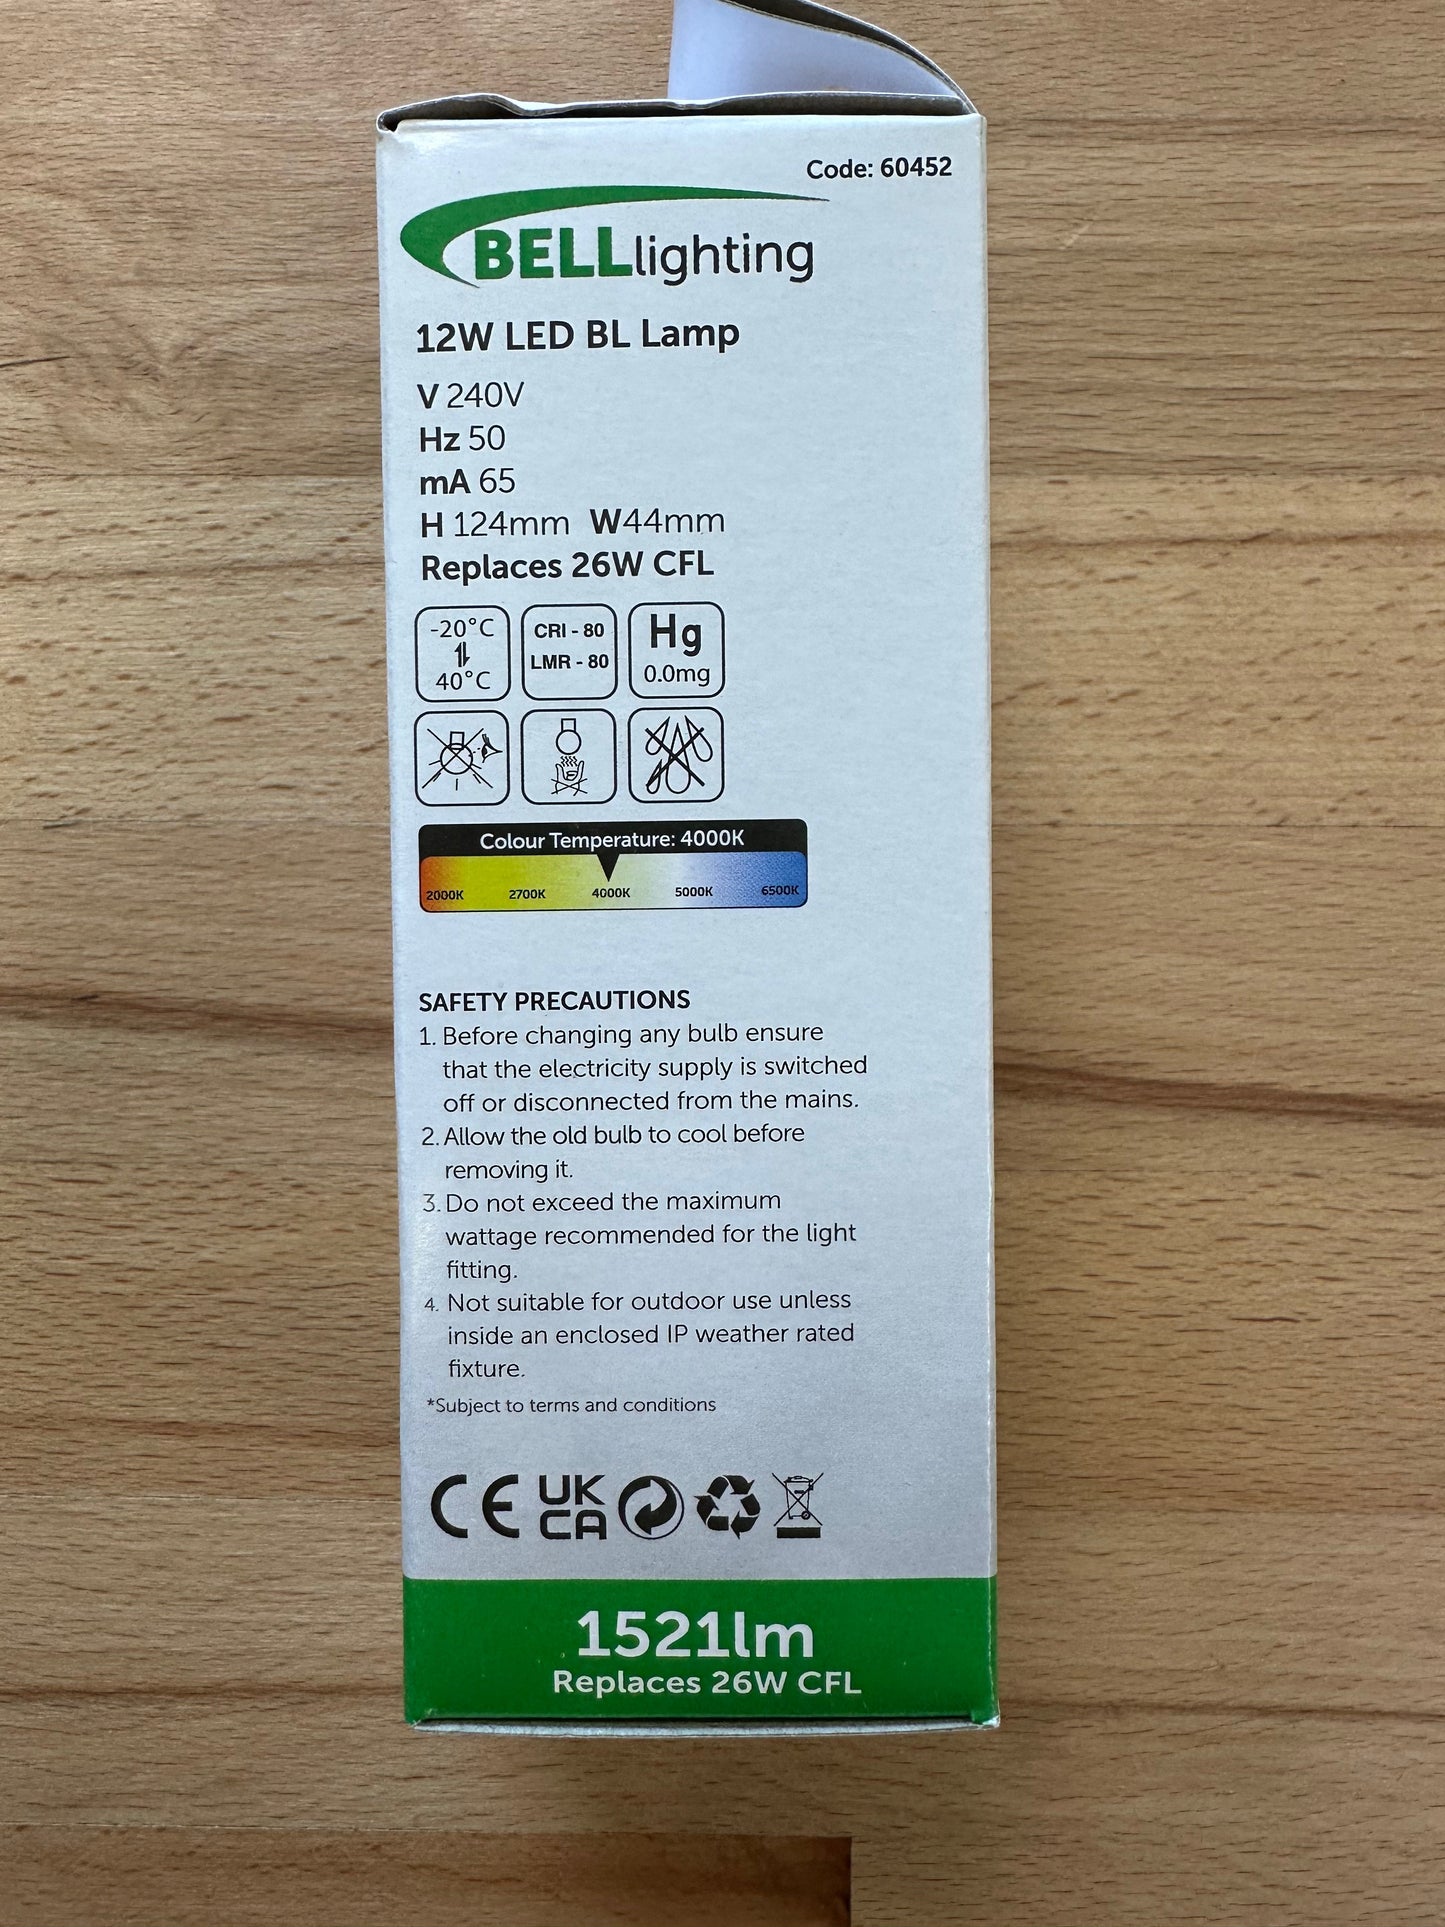 Code: 60452
BELLlighting
12W LED BL Lamp
V 240V
Hz 50
mA 65
H 124mm W44mm
Replaces 26W CFL
-20°C
40°C
CRI - 80
LMR - 80
Hg
0.0mg
Colour Temperature: 4000K
2000K 2700K 4000K 5000K 6500K
SAFETY PRECAUTIONS
1. Before changing any bulb ensure
that the electricity supply is switched
off or disconnected from the mains.
2. Allow the old bulb to cool before
removing it.
3. Do not exceed the maximum
wattage recommended for the light
fitting.
4. Not suitable for outdoor use unless
inside an enclosed IP weather rated
fixture.
*Subject to terms and conditions
CE UK
CA
1521lm
Replaces 26W CFL